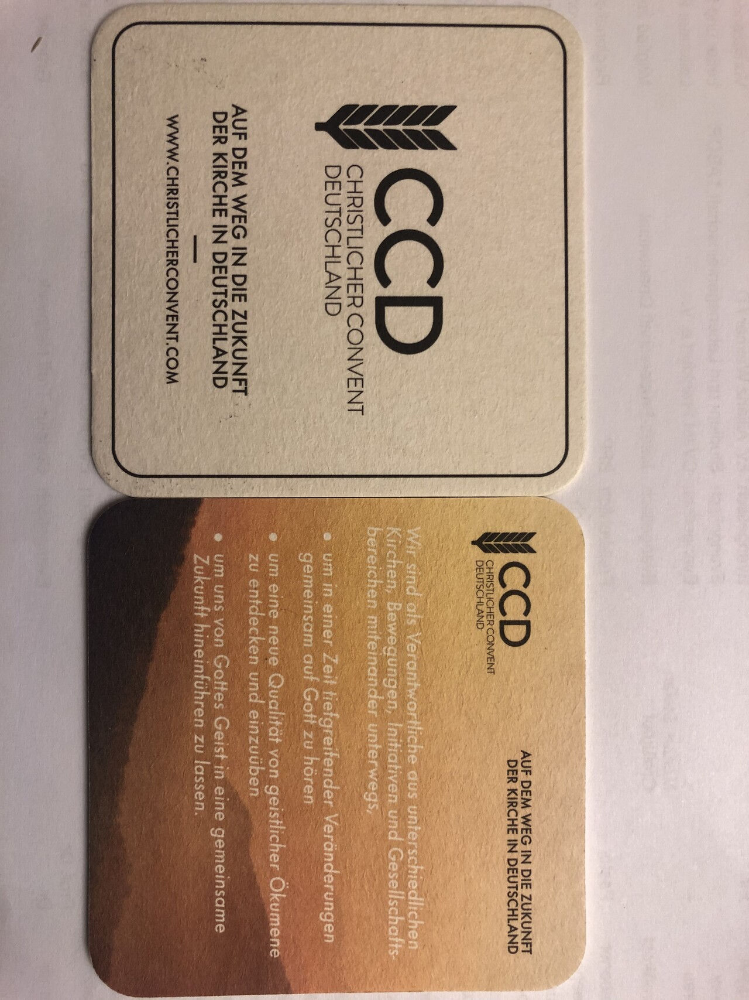 CCD
CHRISTLICHER CONVENT
DEUTSCHLAND
AUF DEM WEG IN DIE ZUKUNFT
DER KIRCHE IN DEUTSCHLAND
WWW.CHRISTLICHERCONVENT.COM
CCD
CHRISTLICHER CONVENT
DEUTSCHLAND
AUF DEM WEG IN DIE ZUKUNFT
DER KIRCHE IN DEUTSCHLAND
Wir sind als Verantwortliche aus unterschiedlichen
Kirchen, Bewegungen, Initiativen und Gesellschafts-
bereichen miteinander unterwegs,
• um in einer Zeit tiefgreifender Veränderungen
gemeinsam auf Gott zu hören
• um eine neue Qualität von geistlicher Ökumene
zu entdecken und einzuüben
• um uns von Gottes Geist in eine gemeinsame
Zukunft hineinführen zu lassen.